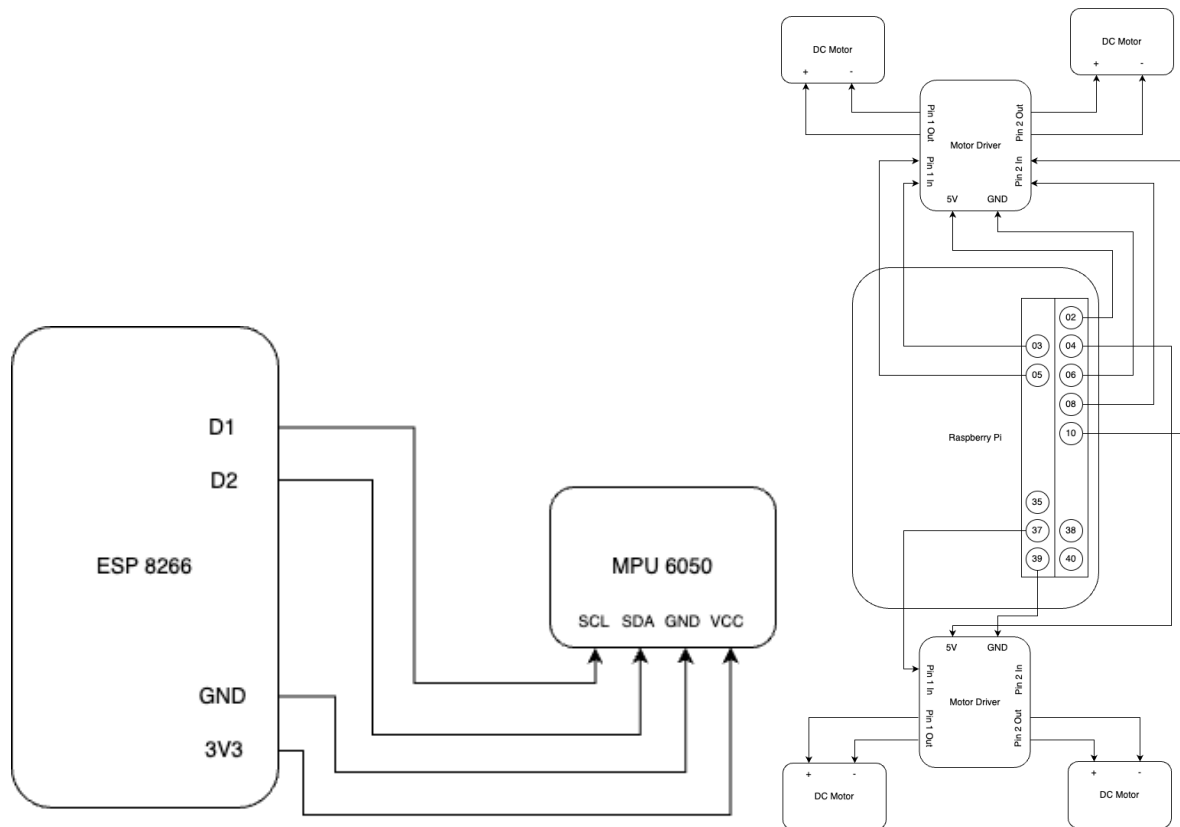 D1
D2
ESP 8266
GND
3V3
MPU 6050
SCL SDA GND VCC
DC Motor
+ -
DC Motor
+ -
Pin 1 Out
Pin 2 Out
Motor Driver
Pin 1 In
Pin 2 In
5V GND
02
03 04
05 06
08
Raspberry Pi
10
35
37 38
39 40
5V GND
Pin 1 In
Pin 2 In
Motor Driver
Pin 1 Out
Pin 2 Out
+ -
DC Motor
+ -
DC Motor